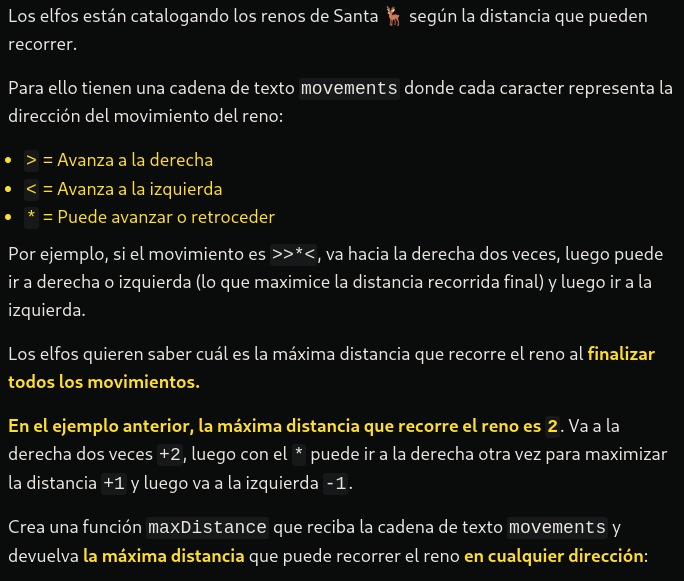 Los elfos están catalogando los renos de Santa 🦌 según la distancia que pueden
recorrer.
Para ello tienen una cadena de texto movements donde cada caracter representa la
dirección del movimiento del reno:
• > = Avanza a la derecha
• < = Avanza a la izquierda
• * = Puede avanzar o retroceder
Por ejemplo, si el movimiento es >>*<, va hacia la derecha dos veces, luego puede
ir a derecha o izquierda (lo que maximice la distancia recorrida final) y luego ir a la
izquierda.
Los elfos quieren saber cuál es la máxima distancia que recorre el reno al finalizar
todos los movimientos.
En el ejemplo anterior, la máxima distancia que recorre el reno es 2. Va a la
derecha dos veces +2, luego con el * puede ir a la derecha otra vez para maximizar
la distancia +1 y luego va a la izquierda -1.
Crea una función maxDistance que reciba la cadena de texto movements y
devuelva la máxima distancia que puede recorrer el reno en cualquier dirección: